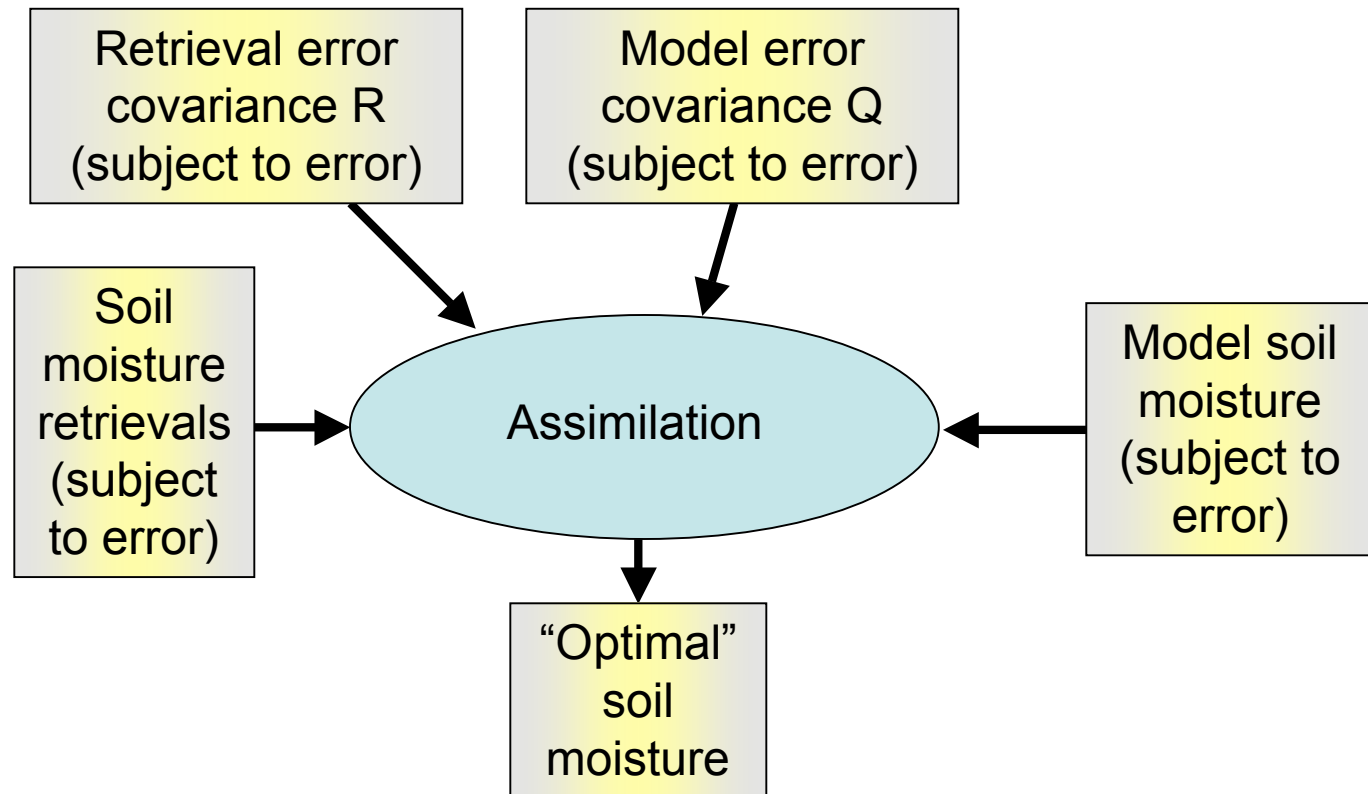 Retrieval error
covariance R
(subject to error)
Model error
covariance Q
(subject to error)
Soil
moisture
retrievals
(subject
to error)
Assimilation
Model soil
moisture
(subject to
error)
“Optimal”
soil
moisture